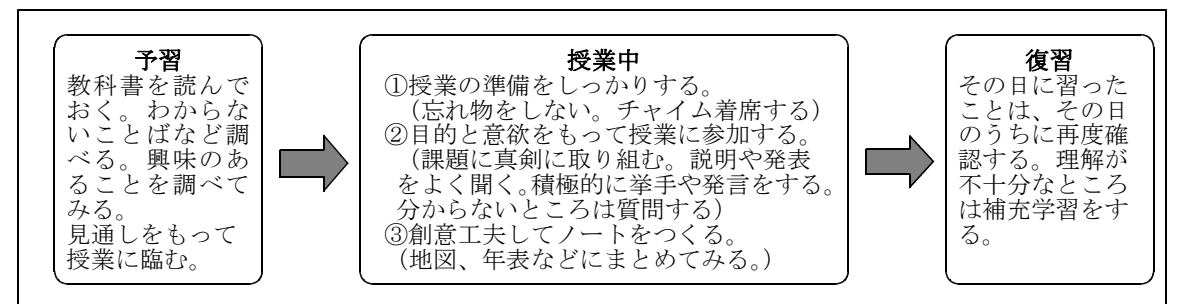 予習
教科書を読んで
おく。わからな
いことばなど調
べる。興味のあ
ることを調べて
みる。
見通しをもって
授業に臨む。
授業中
①授業の準備をしっかりする。
（忘れ物をしない。チャイム着席する）
②目的と意欲をもって授業に参加する。
（課題に真剣に取り組む。説明や発表
をよく聞く。積極的に挙手や発言をする。
分からないところは質問する）
③創意工夫してノートをつくる。
（地図、年表などにまとめてみる。）
復習
その日に習った
ことは、その日
のうちに再度確
認する。理解が
不十分なところ
は補充学習をす
る。